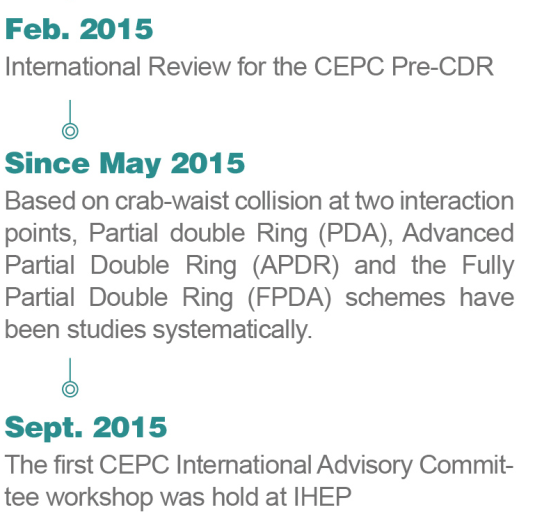 Feb. 2015
International Review for the CEPC Pre-CDR
Since May 2015
Based on crab-waist collision at two interaction
points, Partial double Ring (PDA), Advanced
Partial Double Ring (APDR) and the Fully
Partial Double Ring (FPDA) schemes have
been studies systematically.
Sept. 2015
The first CEPC International Advisory Commit-
tee workshop was hold at IHEP